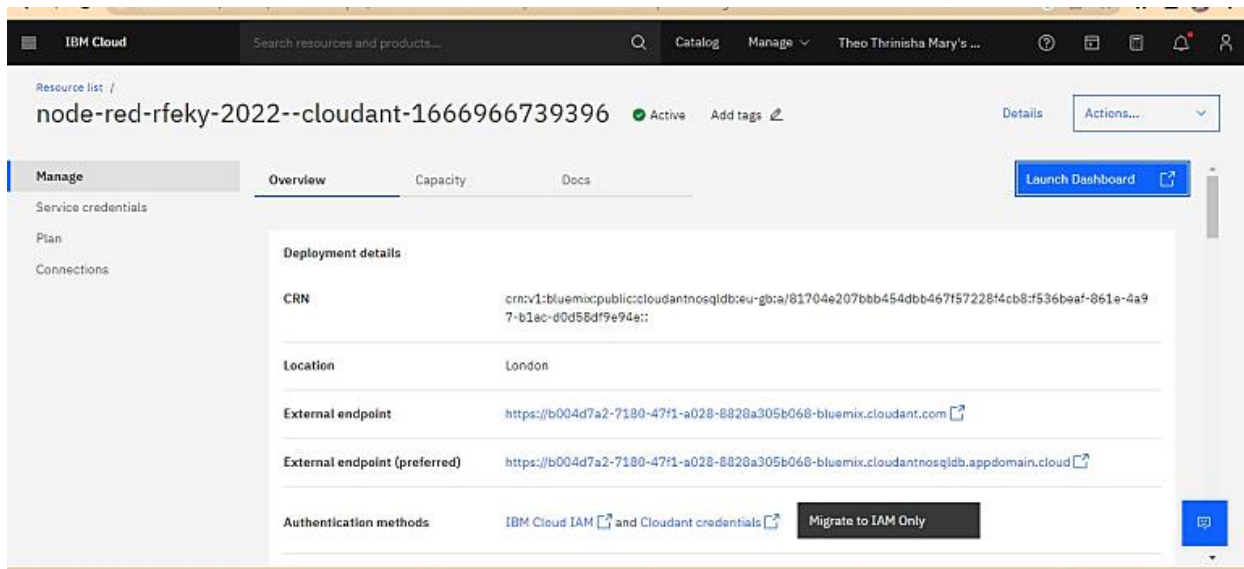 IBM Cloud
Search resources and products...
Catalog
Manage
Theo Thrinisha Mary's ...
Resource list /
node-red-rfeky-2022--cloudant-1666966739396
Active
Add tags
Details
Actions...
Manage
Service credentials
Plan
Connections
Overview
Capacity
Docs
Launch Dashboard
Deployment details
CRN
crn:v1:bluemix:public:cloudantnosqldb:eu-gb:a/81704e207bbb454dbb467f57228f4cb8:f536beaf-861e-4a9
7-b1ac-d0d58df9e94e::
Location
London
External endpoint
https://b004d7a2-7180-47f1-a028-8828a305b068-bluemix.cloudant.com
External endpoint (preferred)
https://b004d7a2-7180-47f1-a028-8828a305b068-bluemix.cloudantnosqldb.appdomain.cloud
Authentication methods
IBM Cloud IAM and Cloudant credentials
Migrate to IAM Only